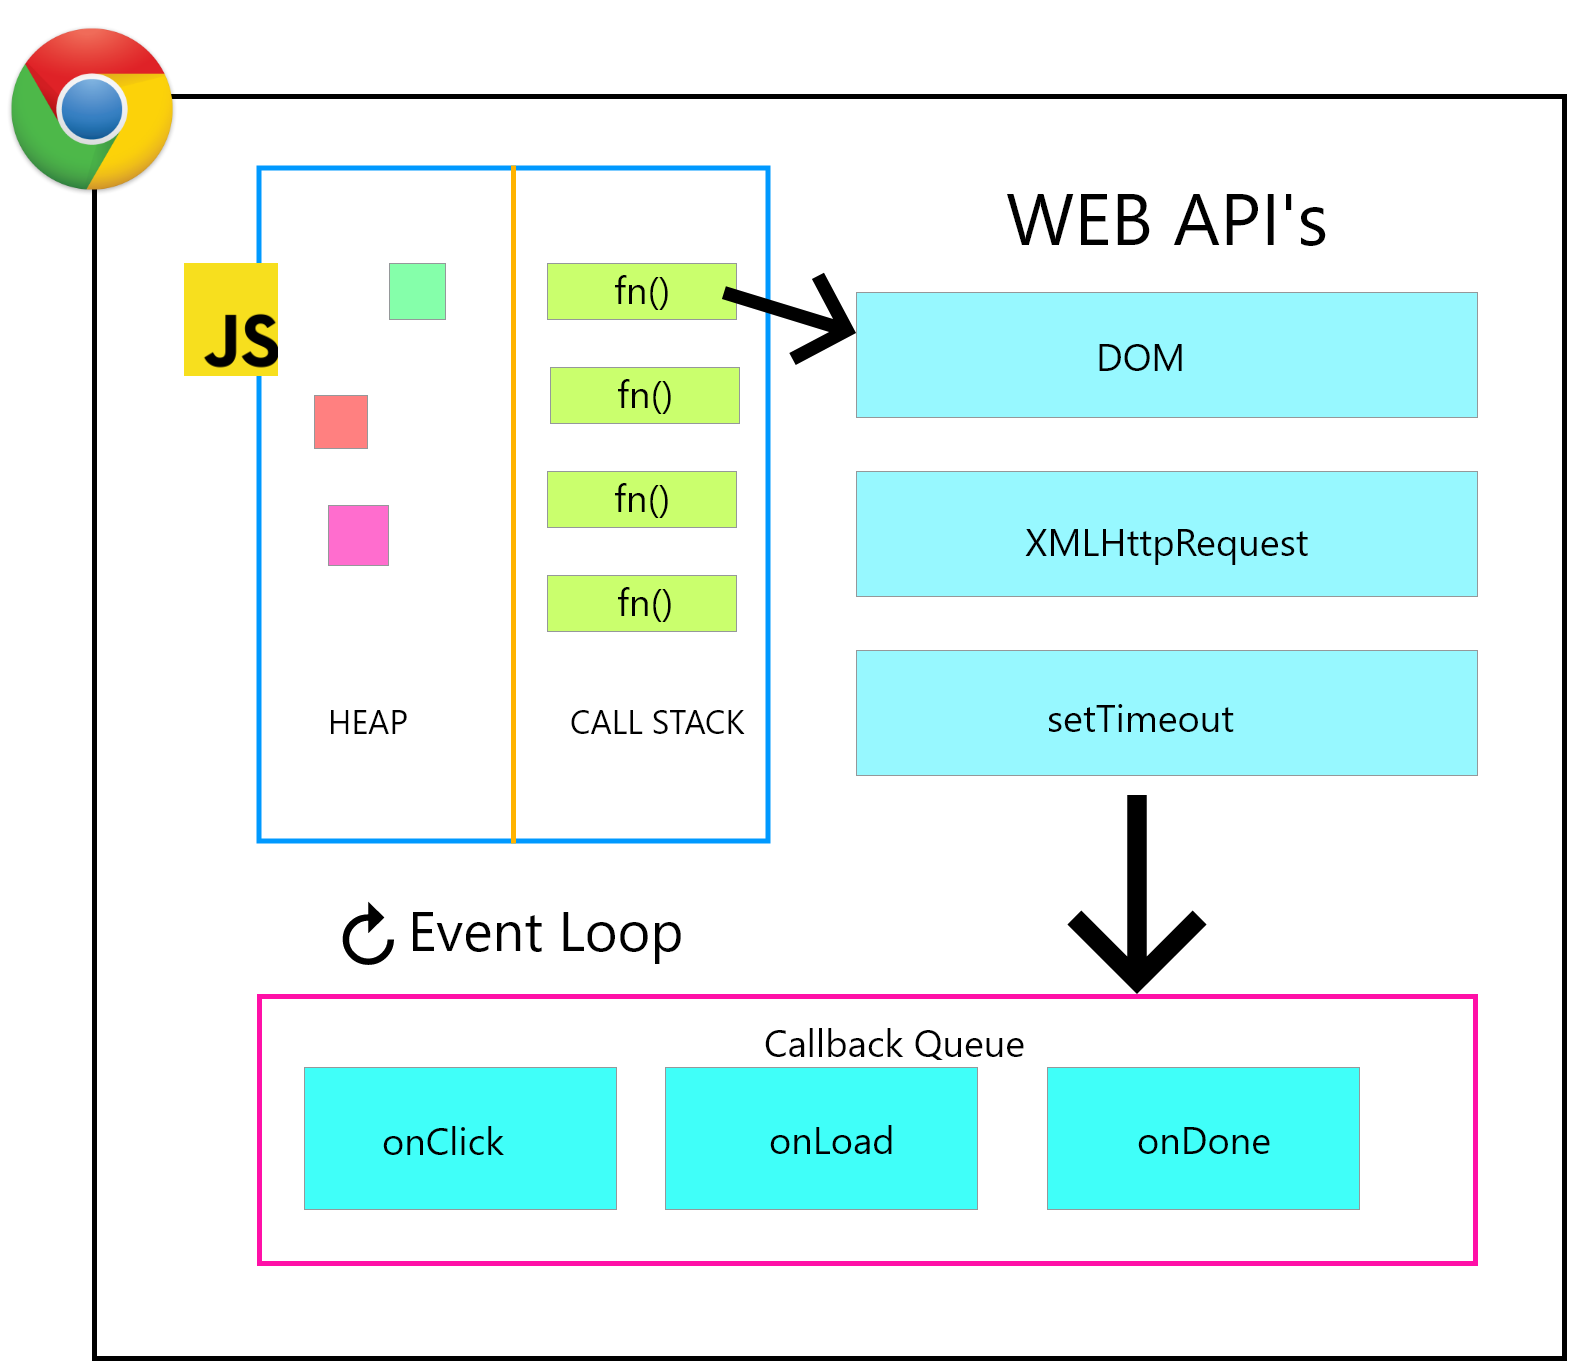 WEB API's
JS
fn()
fn()
fn()
fn()
HEAP
CALL STACK
DOM
XMLHttpRequest
setTimeout
Event Loop
Callback Queue
onClick
onLoad
onDone